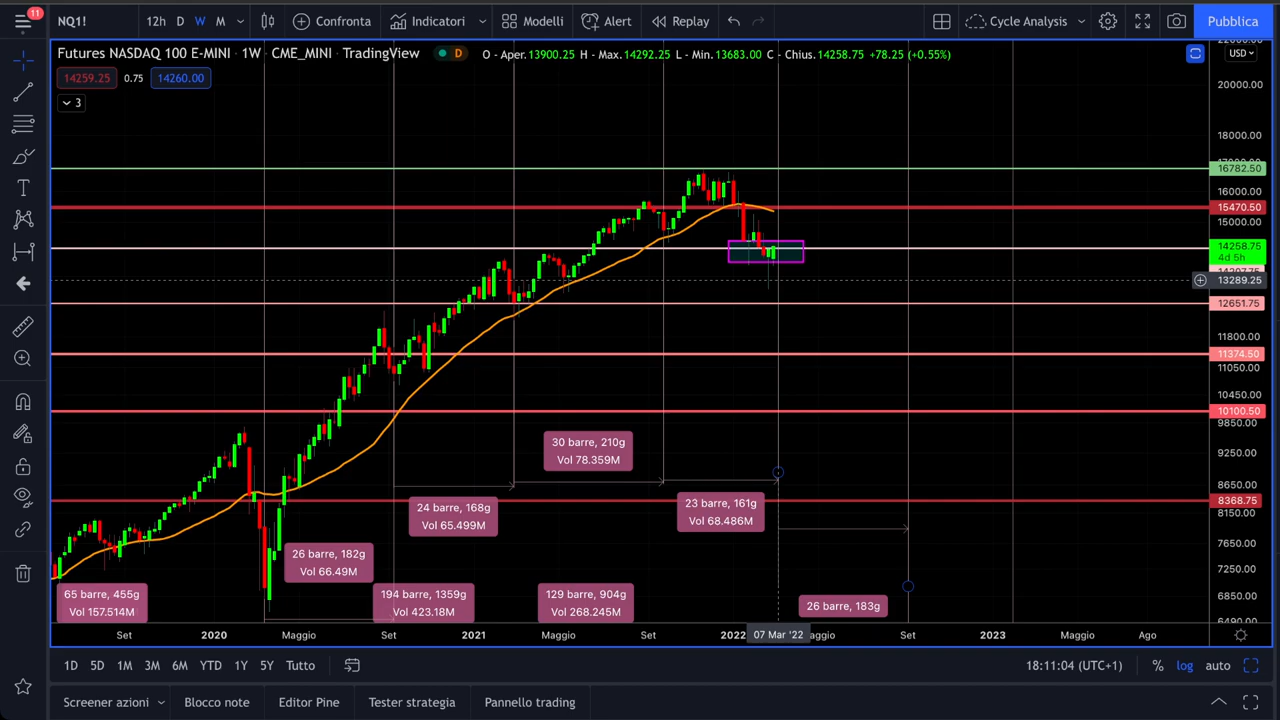 11
NQ1!
12h D W M
Confronta
Indicatori
Modelli
Alert
Replay
Cycle Analysis
Pubblica
Futures NASDAQ 100 E-MINI · 1W · CME_MINI · TradingView
D
O - Aper.13900.25 H - Max.14292.25 L - Min.13683.00 C - Chius.14258.75 +78.25 (+0.55%)
USD
14259.25
0.75
14260.00
3
20000.00
18000.00
16782.50
16000.00
15470.50
15000.00
14258.75
4d 5h
13289.25
12651.75
11800.00
11374.50
11050.00
10450.00
10100.50
9850.00
9250.00
8650.00
8368.75
8150.00
7650.00
7250.00
6850.00
6490.00
30 barre, 210g
Vol 78.359M
24 barre, 168g
Vol 65.499M
23 barre, 161g
Vol 68.486M
26 barre, 182g
Vol 66.49M
65 barre, 455g
Vol 157.514M
194 barre, 1359g
Vol 423.18M
129 barre, 904g
Vol 268.245M
26 barre, 183g
Set
2020
Maggio
Set
2021
Maggio
Set
2022
07 Mar '22
aggio
Set
2023
Maggio
Ago
1D 5D 1M 3M 6M YTD 1Y 5Y Tutto
18:11:04 (UTC+1)
% log auto
Screener azioni
Blocco note
Editor Pine
Tester strategia
Pannello trading